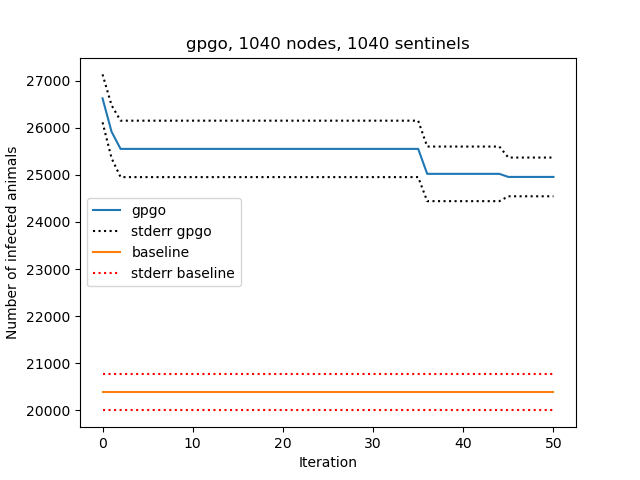 gpgo, 1040 nodes, 1040 sentinels
Number of infected animals
27000
26000
25000
24000
23000
22000
21000
20000
gpgo
stderr gpgo
baseline
stderr baseline
0 10 20 30 40 50
Iteration